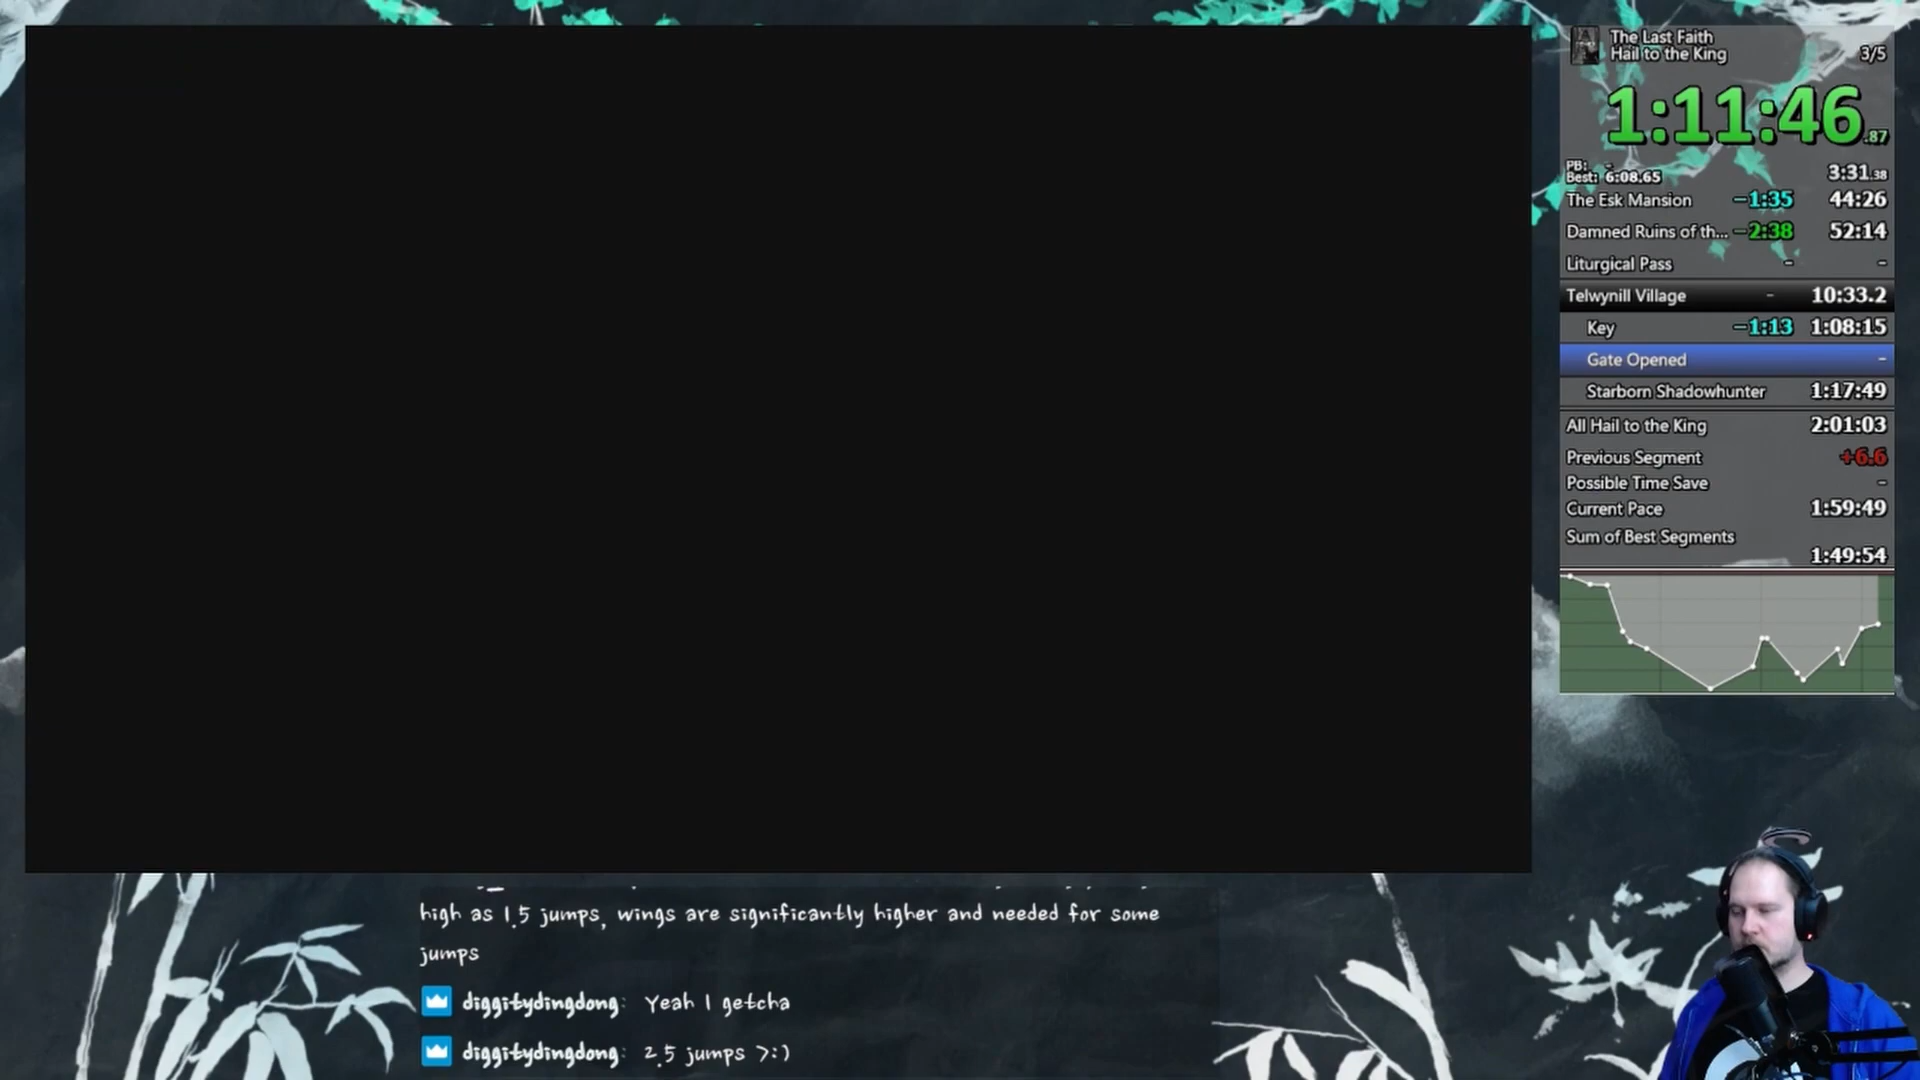 The Last Faith
Hail to the King 3/5
1:11:46.87
PB: -
Best: 6:08.65 3:31.38
The Esk Mansion −1:35 44:26
Damned Ruins of th... −2:38 52:14
Liturgical Pass - -
Telwynill Village - 10:33.2
Key −1:13 1:08:15
Gate Opened -
Starborn Shadowhunter 1:17:49
All Hail to the King 2:01:03
Previous Segment +6.6
Possible Time Save -
Current Pace 1:59:49
Sum of Best Segments
1:49:54
high as 1.5 jumps, wings are significantly higher and needed for some
jumps
diggitydingdong: Yeah I getcha
diggitydingdong: 2.5 jumps >:)